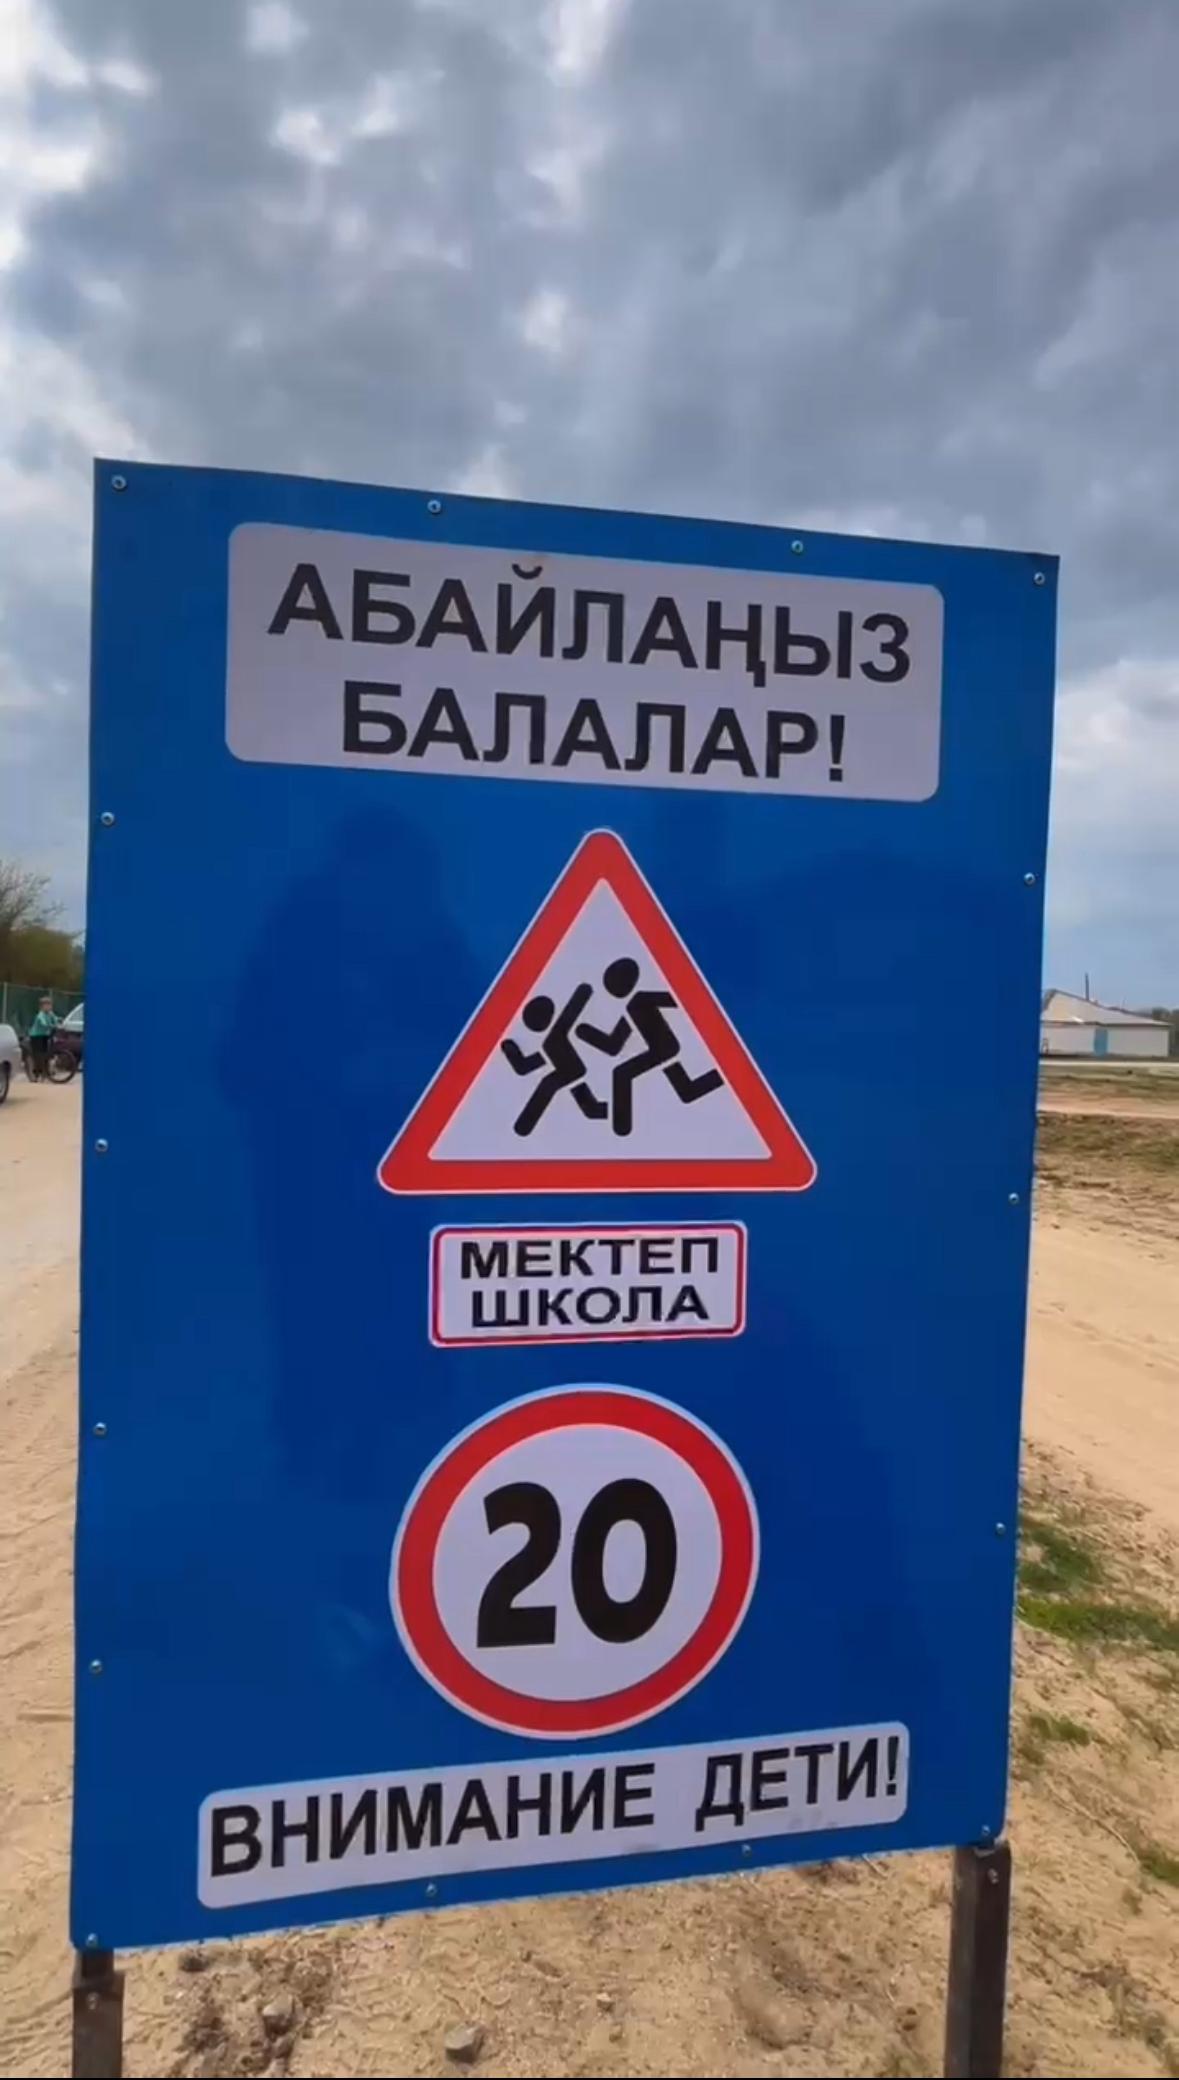 АБАЙЛАҢЫЗ
БАЛАЛАР!
МЕКТЕП
ШКОЛА
20
ВНИМАНИЕ ДЕТИ!